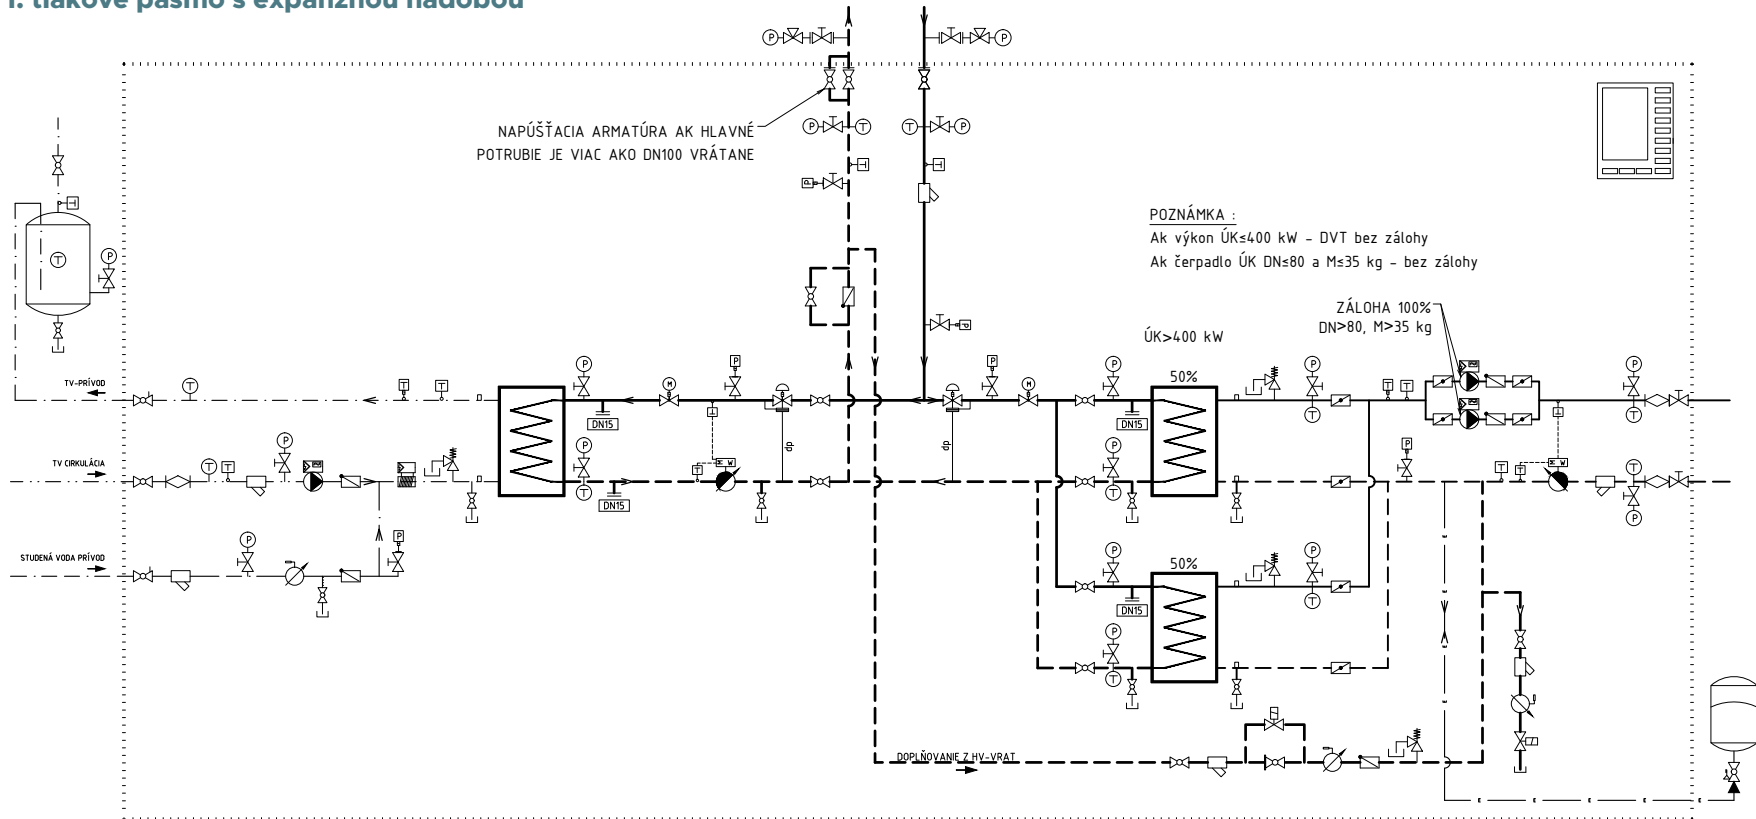 1. tlakové pásmo s expanznou nádobou
P
P
NAPÚŠŤACIA ARMATÚRA AK HLAVNÉ
POTRUBIE JE VIAC AKO DN100 VRÁTANE
P T
T P
T
T
P
T
P
T
POZNÁMKA :
Ak výkon ÚK≤400 kW - DVT bez zálohy
Ak čerpadlo ÚK DN≤80 a M≤35 kg - bez zálohy
ZÁLOHA 100%
DN>80, M>35 kg
ÚK>400 kW
P
TV-PRÍVOD
T
T
T
P
M
P
P
M
P
50%
P
T
T
T
P
T
DN15
dp
dp
DN15
TV CIRKULÁCIA
T
T
P
P
T
DN15
T
M W
P
T
P
T
T
M W
T
P
STUDENÁ VODA PRÍVOD
P
P
P
50%
P
T
DN15
P
T
DOPLŇOVANIE Z HV-VRAT